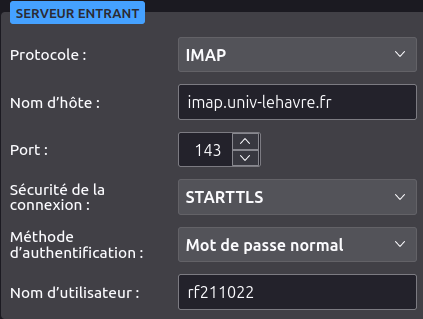 SERVEUR ENTRANT
Protocole :
IMAP
Nom d’hôte :
imap.univ-lehavre.fr
Port :
143
Sécurité de la
connexion :
STARTTLS
Méthode
d’authentification :
Mot de passe normal
Nom d’utilisateur :
rf211022